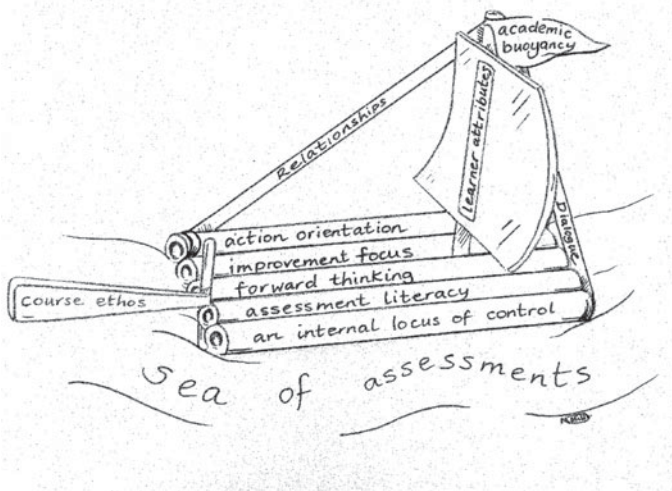 academic
buoyancy
Learner attributes
Relationships
Dialogue
action orientation
improvement focus
forward thinking
assessment literacy
an internal locus of control
course ethos
sea of assessments